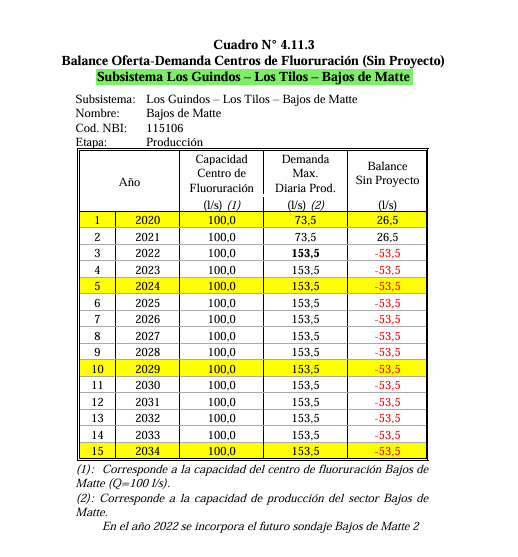 Cuadro N° 4.11.3
Balance Oferta-Demanda Centros de Fluoruración (Sin Proyecto)
Subsistema Los Guindos – Los Tilos – Bajos de Matte
Subsistema: Los Guindos – Los Tilos – Bajos de Matte
Nombre: Bajos de Matte
Cod. NBI: 115106
Etapa: Producción
Año Capacidad Centro de Fluoruración (l/s) (1) Demanda Max. Diaria Prod. (l/s) (2) Balance Sin Proyecto (l/s)
1 2020 100,0 73,5 26,5
2 2021 100,0 73,5 26,5
3 2022 100,0 153,5 -53,5
4 2023 100,0 153,5 -53,5
5 2024 100,0 153,5 -53,5
6 2025 100,0 153,5 -53,5
7 2026 100,0 153,5 -53,5
8 2027 100,0 153,5 -53,5
9 2028 100,0 153,5 -53,5
10 2029 100,0 153,5 -53,5
11 2030 100,0 153,5 -53,5
12 2031 100,0 153,5 -53,5
13 2032 100,0 153,5 -53,5
14 2033 100,0 153,5 -53,5
15 2034 100,0 153,5 -53,5
(1): Corresponde a la capacidad del centro de fluoruración Bajos de
Matte (Q=100 l/s).
(2): Corresponde a la capacidad de producción del sector Bajos de
Matte.
En el año 2022 se incorpora el futuro sondaje Bajos de Matte 2